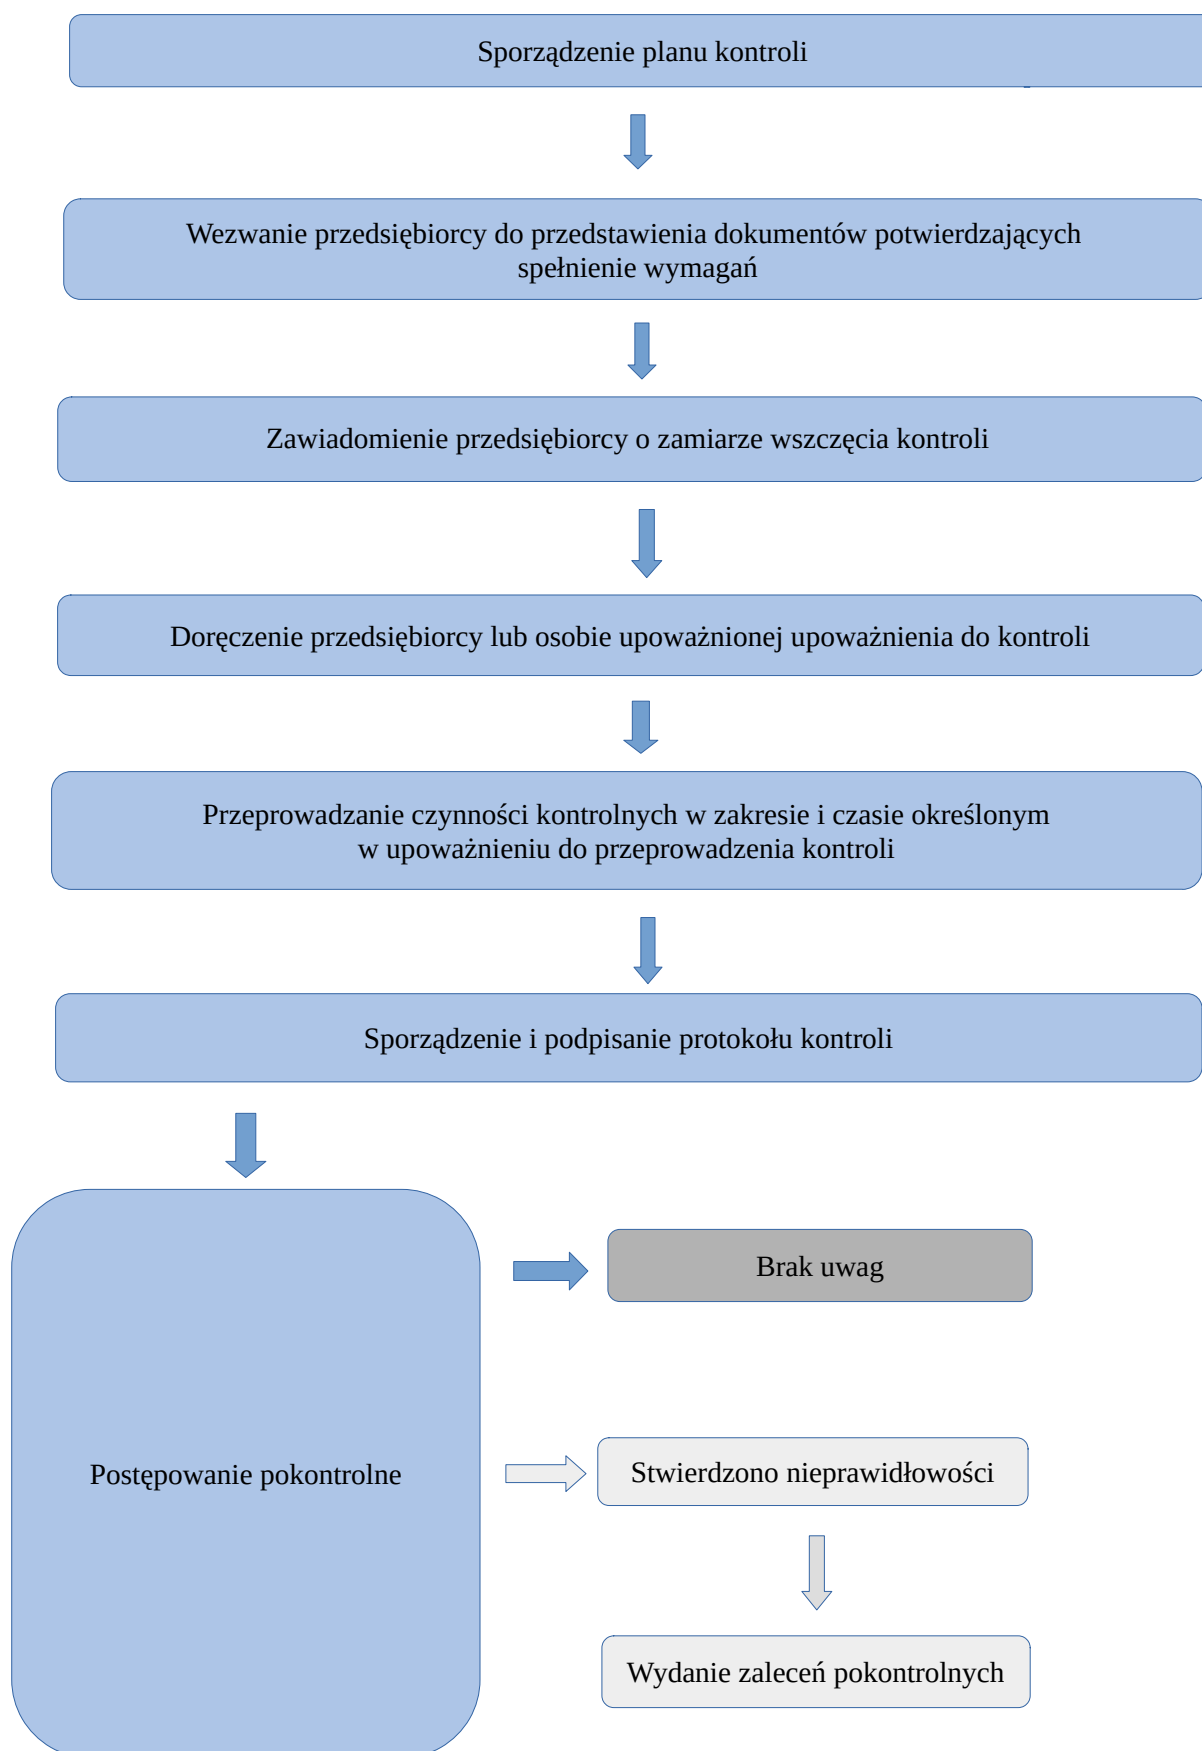 Sporządzenie planu kontroli
Wezwanie przedsiębiorcy do przedstawienia dokumentów potwierdzających
spełnienie wymagań
Zawiadomienie przedsiębiorcy o zamiarze wszczęcia kontroli
Doręczenie przedsiębiorcy lub osobie upoważnionej upoważnienia do kontroli
Przeprowadzanie czynności kontrolnych w zakresie i czasie określonym
w upoważnieniu do przeprowadzenia kontroli
Sporządzenie i podpisanie protokołu kontroli
Brak uwag
Postępowanie pokontrolne
Stwierdzono nieprawidłowości
Wydanie zaleceń pokontrolnych